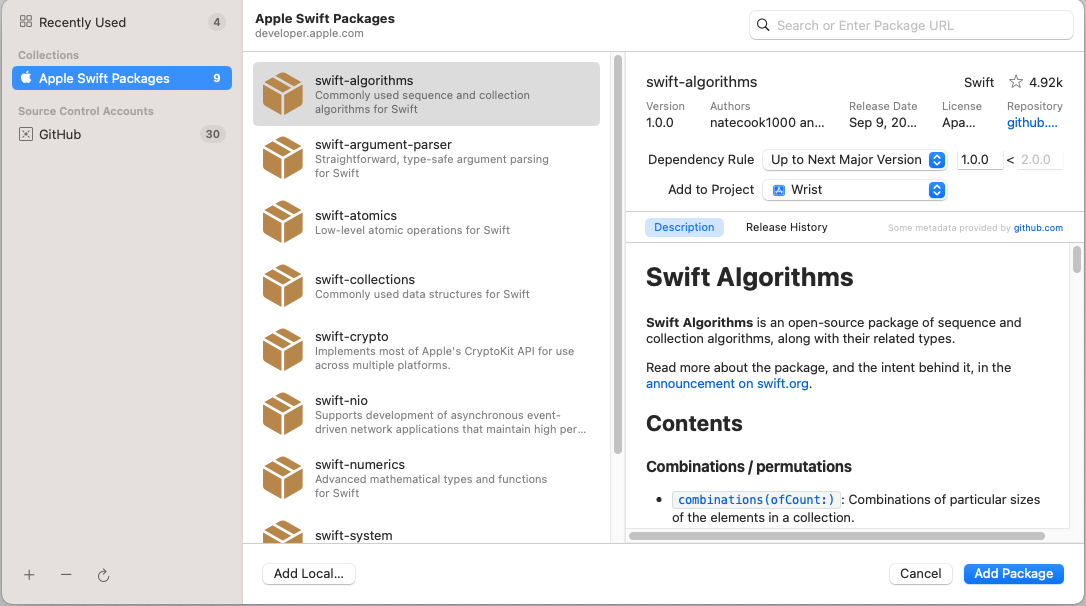 Recently Used 4
Collections
Apple Swift Packages 9
Source Control Accounts
GitHub 30
Apple Swift Packages
developer.apple.com
Search or Enter Package URL
swift-algorithms
Commonly used sequence and collection
algorithms for Swift
swift-argument-parser
Straightforward, type-safe argument parsing
for Swift
swift-atomics
Low-level atomic operations for Swift
swift-collections
Commonly used data structures for Swift
swift-crypto
Implements most of Apple's CryptoKit API for use
across multiple platforms.
swift-nio
Supports development of asynchronous event-
driven network applications that maintain high per...
swift-numerics
Advanced mathematical types and functions
for Swift
swift-system
swift-algorithms Swift 4.92k
Version Authors Release Date License Repository
1.0.0 natecook1000 an... Sep 9, 20... Apa... github....
Dependency Rule Up to Next Major Version 1.0.0 < 2.0.0
Add to Project Wrist
Description Release History Some metadata provided by github.com
Swift Algorithms
Swift Algorithms is an open-source package of sequence and
collection algorithms, along with their related types.
Read more about the package, and the intent behind it, in the
announcement on swift.org.
Contents
Combinations / permutations
• combinations(ofCount:): Combinations of particular sizes
of the elements in a collection.
Add Local... Cancel Add Package